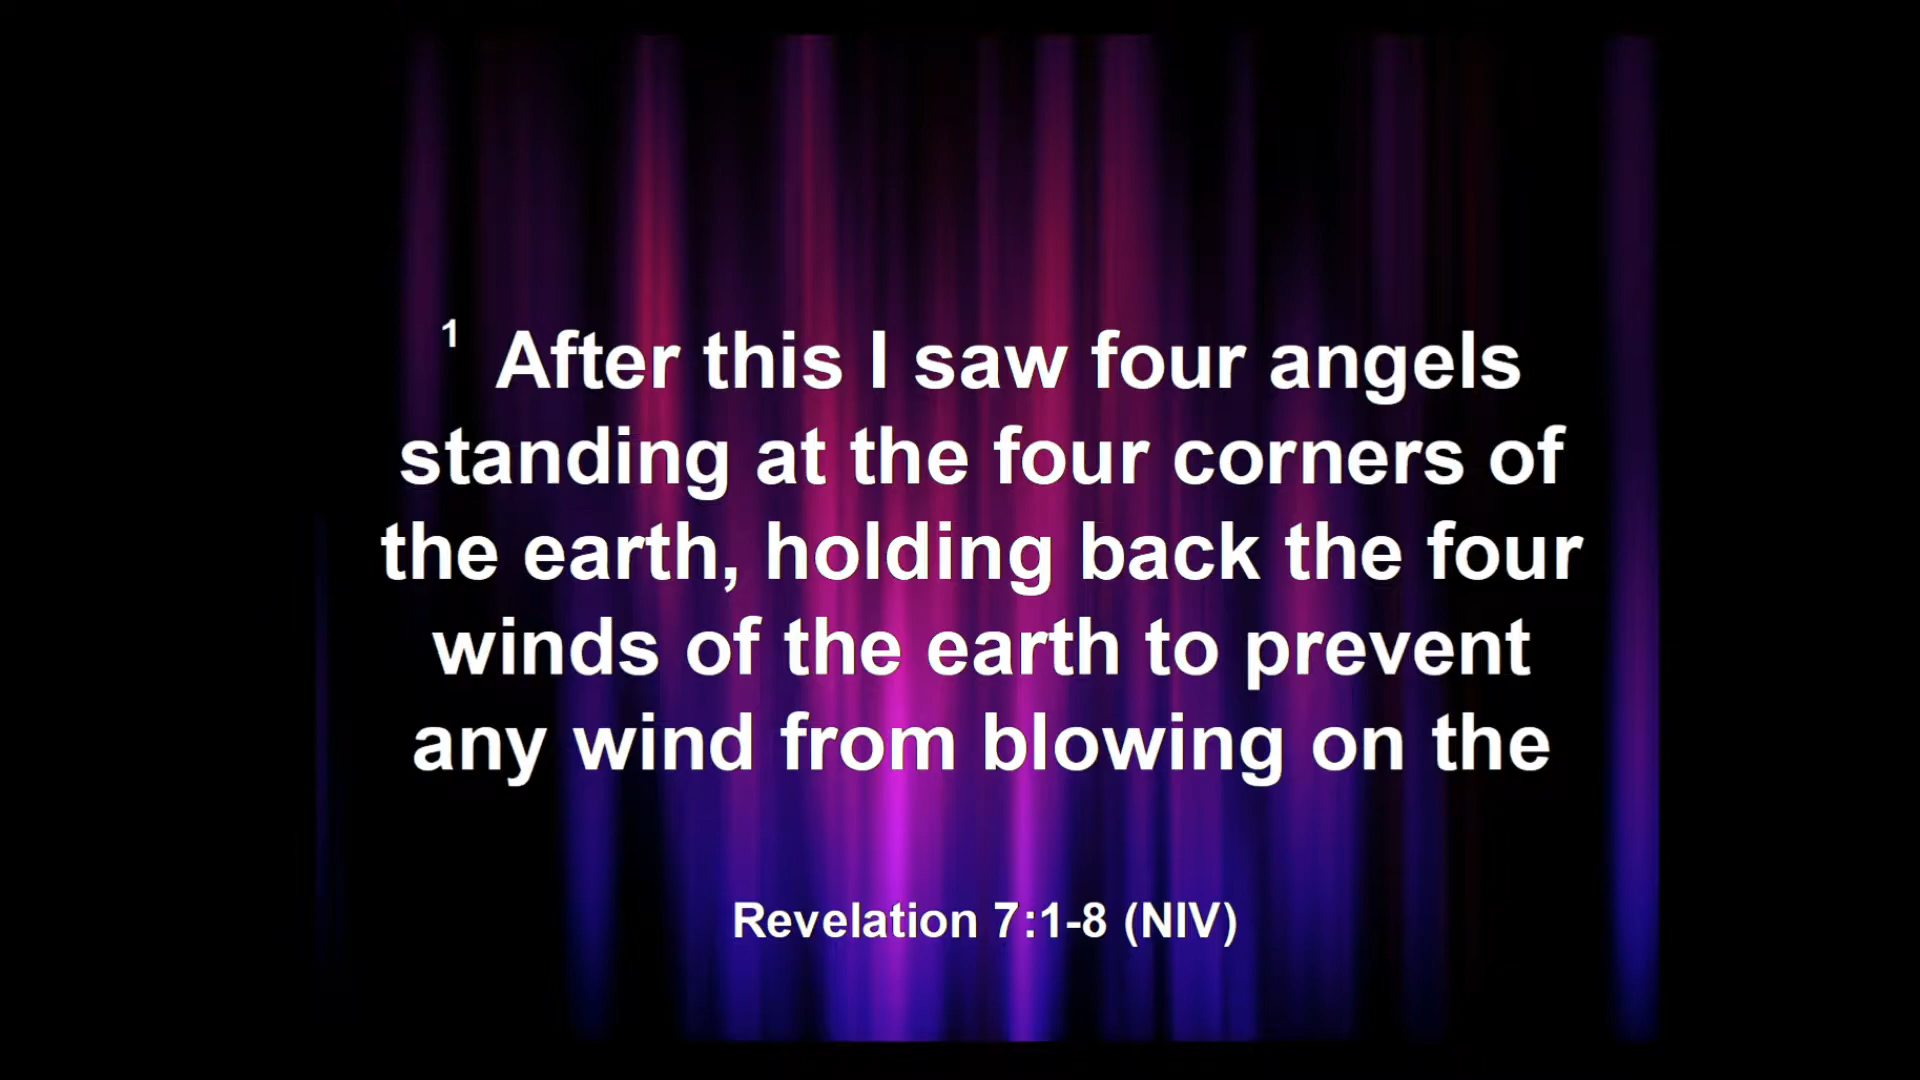 1 After this I saw four angels
standing at the four corners of
the earth, holding back the four
winds of the earth to prevent
any wind from blowing on the
Revelation 7:1-8 (NIV)